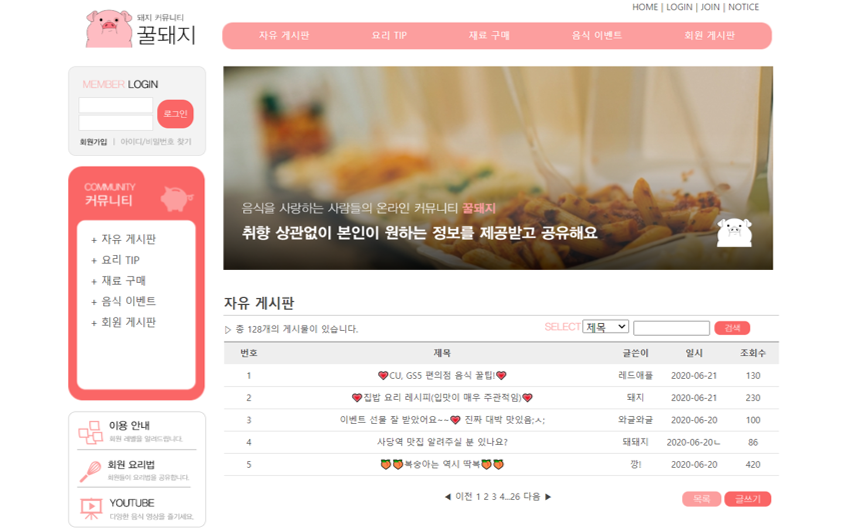 HOME | LOGIN | JOIN | NOTICE
돼지 커뮤니티
꿀돼지
자유 게시판 요리 TIP 재료 구매 음식 이벤트 회원 게시판
MEMBER LOGIN
로그인
회원가입 | 아이디/비밀번호 찾기
COMMUNITY
커뮤니티
+ 자유 게시판
+ 요리 TIP
+ 재료 구매
+ 음식 이벤트
+ 회원 게시판
이용 안내
회원 레벨을 알려드립니다.
회원 요리법
회원들이 요리법을 공유합니다.
YOUTUBE
다양한 음식 영상을 즐기세요.
음식을 사랑하는 사람들의 온라인 커뮤니티 꿀돼지
취향 상관없이 본인이 원하는 정보를 제공받고 공유해요
자유 게시판
▷ 총 128개의 게시물이 있습니다. SELECT 제목 검색
번호 제목 글쓴이 일시 조회수
1 💗CU, GS5 편의점 음식 꿀팁!💗 레드애플 2020-06-21 130
2 💗집밥 요리 레시피(입맛이 매우 주관적임)💗 돼지 2020-06-21 230
3 이벤트 선물 잘 받았어요~~💗 진짜 대박 맛있음;ㅅ; 와글와글 2020-06-20 100
4 사당역 맛집 알려주실 분 있나요? 돼돼지 2020-06-20ㄴ 86
5 🍑🍑복숭아는 역시 딱복🍑🍑 깡! 2020-06-20 420
◀ 이전 1 2 3 4...26 다음 ▶ 목록 글쓰기